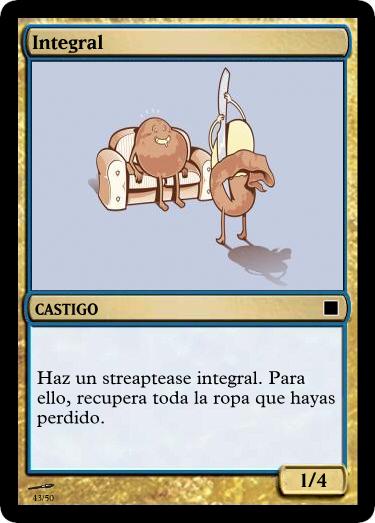 Integral
CASTIGO
Haz un streaptease integral. Para
ello, recupera toda la ropa que hayas
perdido.
1/4
43/50